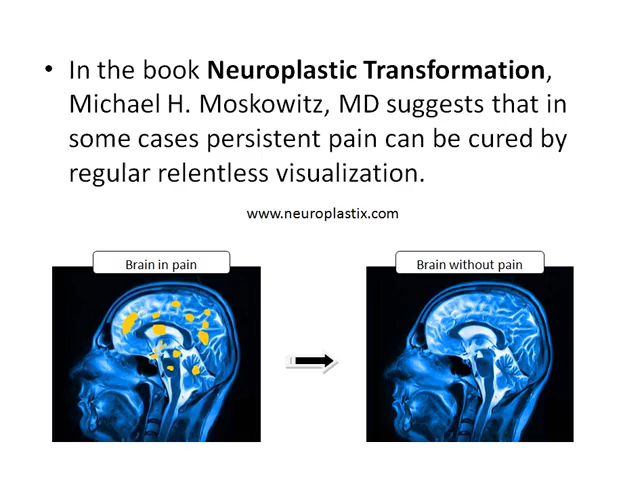 • In the book Neuroplastic Transformation,
Michael H. Moskowitz, MD suggests that in
some cases persistent pain can be cured by
regular relentless visualization.
www.neuroplastix.com
Brain in pain
Brain without pain